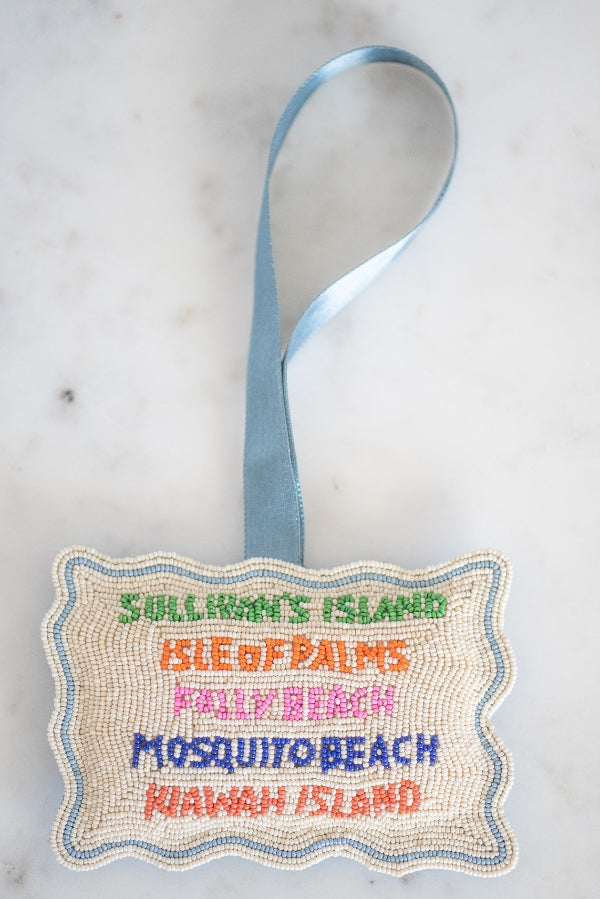 SULLIVAN'S ISLAND
ISLE OF PALMS
FOLLY BEACH
MOSQUITO BEACH
KIAWAH ISLAND